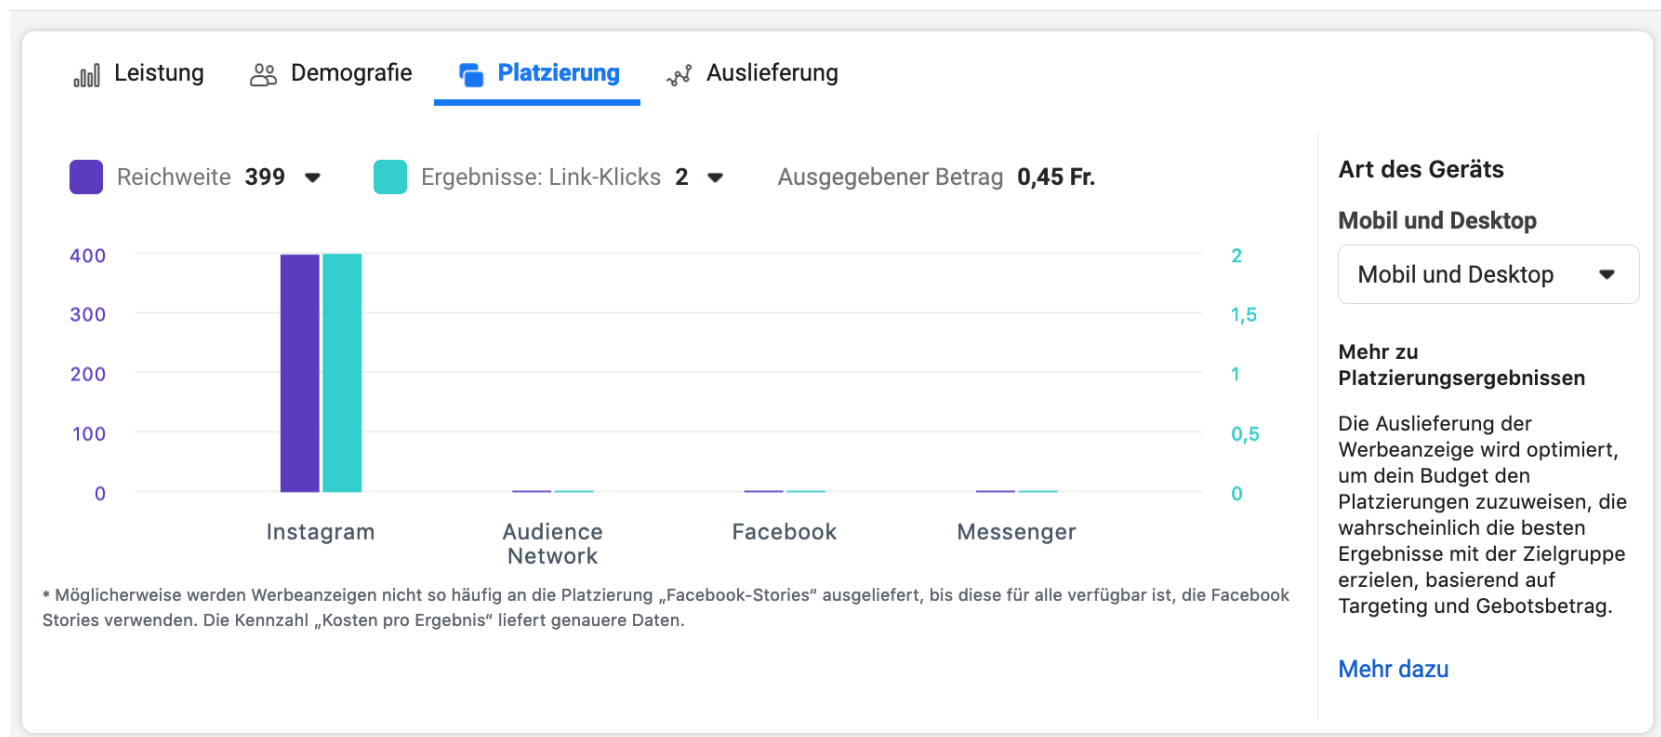 Leistung Demografie Platzierung Auslieferung
Reichweite 399 Ergebnisse: Link-Klicks 2 Ausgegebener Betrag 0,45 Fr.
400
300
200
100
0
2
1,5
1
0,5
0
Instagram
Audience
Network
Facebook
Messenger
* Möglicherweise werden Werbeanzeigen nicht so häufig an die Platzierung „Facebook-Stories“ ausgeliefert, bis diese für alle verfügbar ist, die Facebook
Stories verwenden. Die Kennzahl „Kosten pro Ergebnis“ liefert genauere Daten.
Art des Geräts
Mobil und Desktop
Mobil und Desktop
Mehr zu
Platzierungsergebnissen
Die Auslieferung der
Werbeanzeige wird optimiert,
um dein Budget den
Platzierungen zuzuweisen, die
wahrscheinlich die besten
Ergebnisse mit der Zielgruppe
erzielen, basierend auf
Targeting und Gebotsbetrag.
Mehr dazu